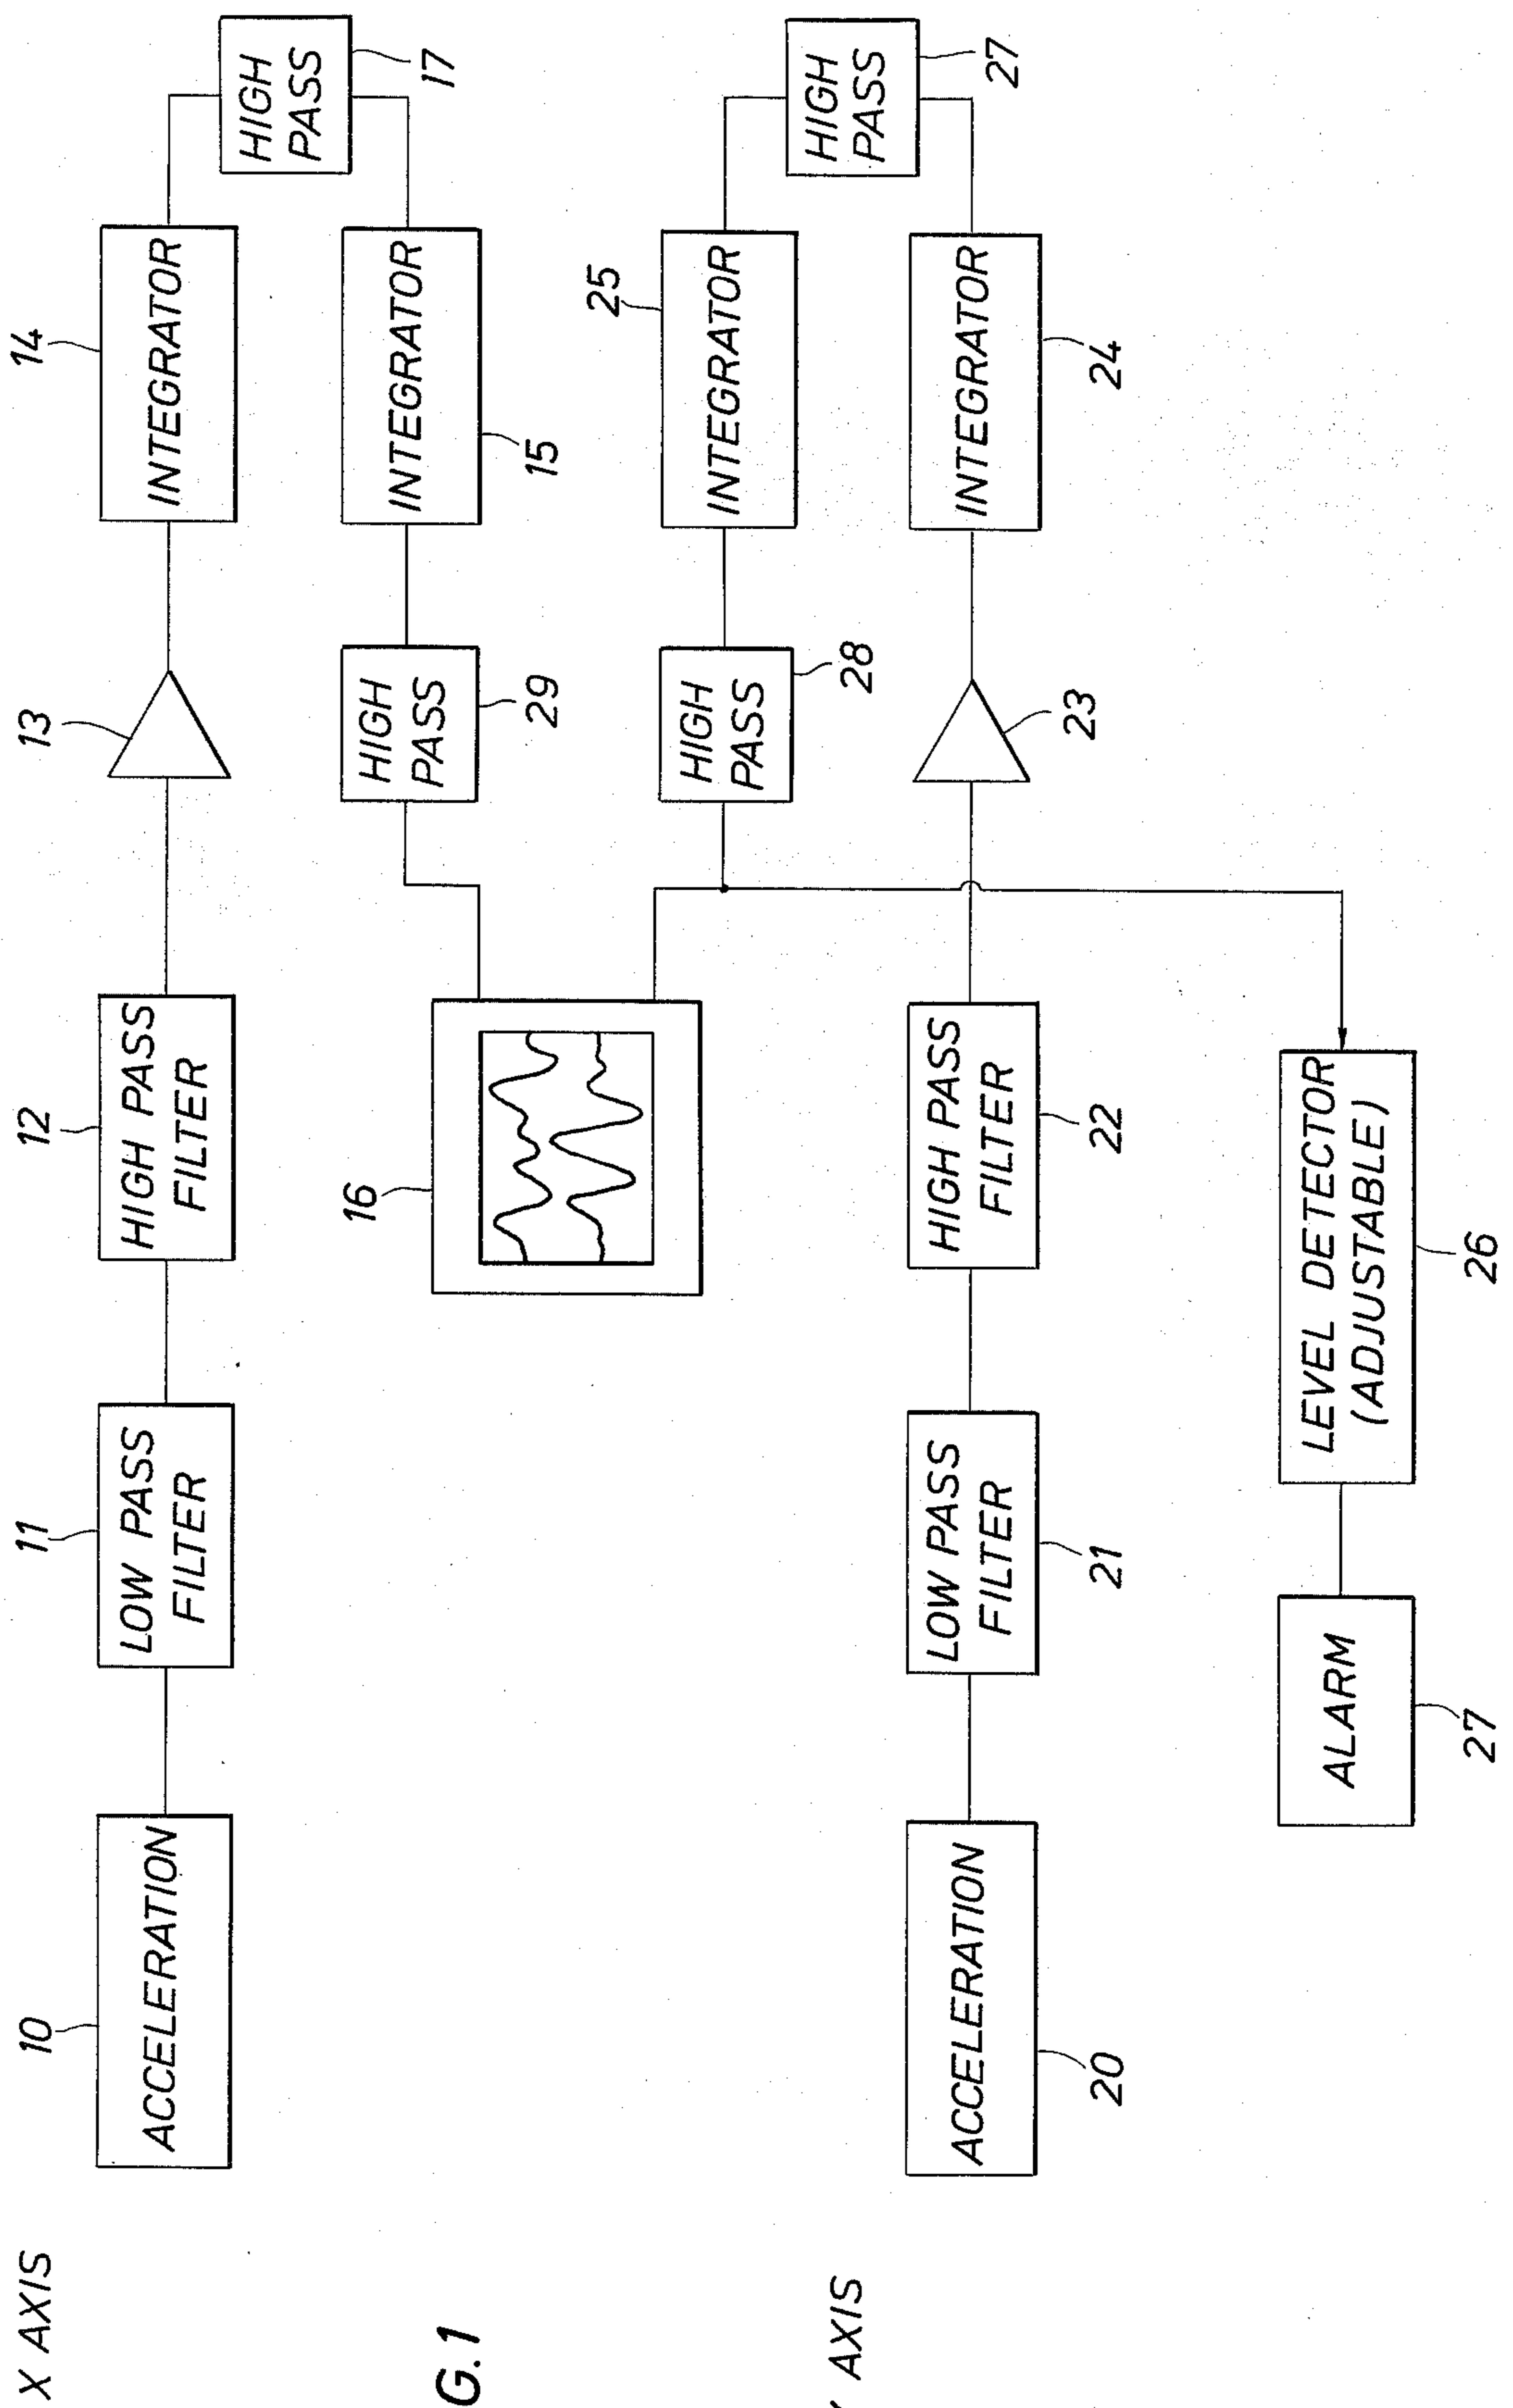 X AXIS
10
ACCELERATION
11
LOW PASS
FILTER
12
HIGH PASS
FILTER
13
14
INTEGRATOR
HIGH
PASS
17
INTEGRATOR
15
HIGH
PASS
29
16
G.1
25
INTEGRATOR
HIGH
PASS
28
HIGH
PASS
27
AXIS
ACCELERATION
20
LOW PASS
FILTER
21
HIGH PASS
FILTER
22
23
INTEGRATOR
24
LEVEL DETECTOR
(ADJUSTABLE)
26
ALARM
27